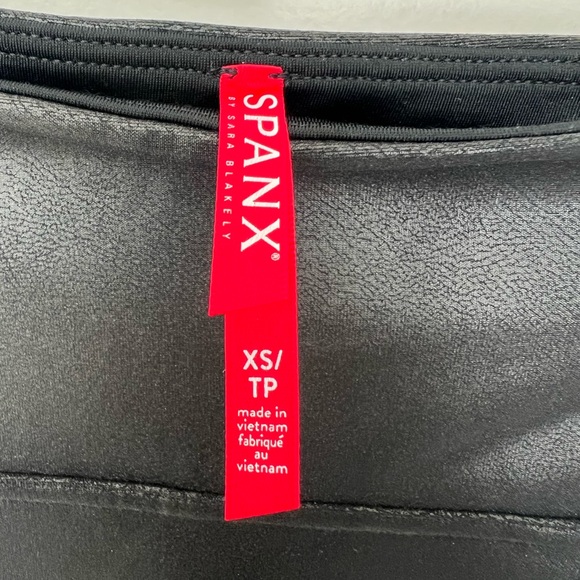 SPANX®
BY SARA BLAKELY
XS/
TP
made in
vietnam
fabriqué
au
vietnam